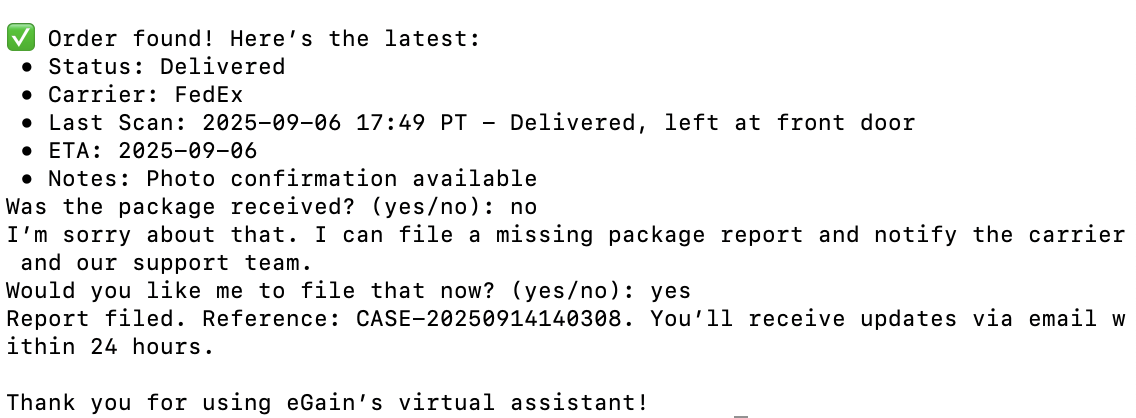 ✅ Order found! Here’s the latest:
• Status: Delivered
• Carrier: FedEx
• Last Scan: 2025-09-06 17:49 PT – Delivered, left at front door
• ETA: 2025-09-06
• Notes: Photo confirmation available
Was the package received? (yes/no): no
I’m sorry about that. I can file a missing package report and notify the carrier
and our support team.
Would you like me to file that now? (yes/no): yes
Report filed. Reference: CASE-20250914140308. You’ll receive updates via email w
ithin 24 hours.
Thank you for using eGain’s virtual assistant!